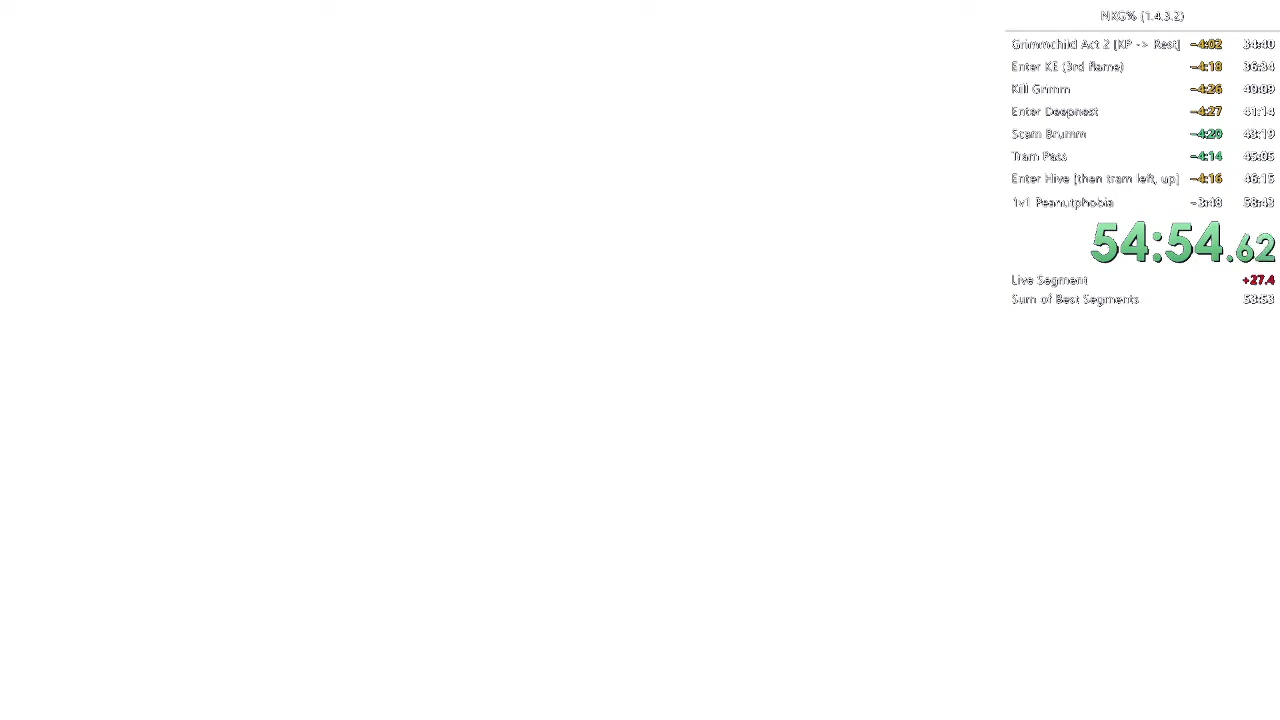 NKG% (1.4.3.2)
Grimmchild Act 2 [KP -> Rest] −4:02 34:40
Enter KE (3rd flame) −4:18 36:34
Kill Grimm −4:26 40:09
Enter Deepnest −4:27 41:14
Scam Brumm −4:20 43:19
Tram Pass −4:14 45:05
Enter Hive [then tram left, up] −4:16 46:15
1v1 Peanutphobia −3:48 58:43
54:54.62
Live Segment +27.4
Sum of Best Segments 53:53